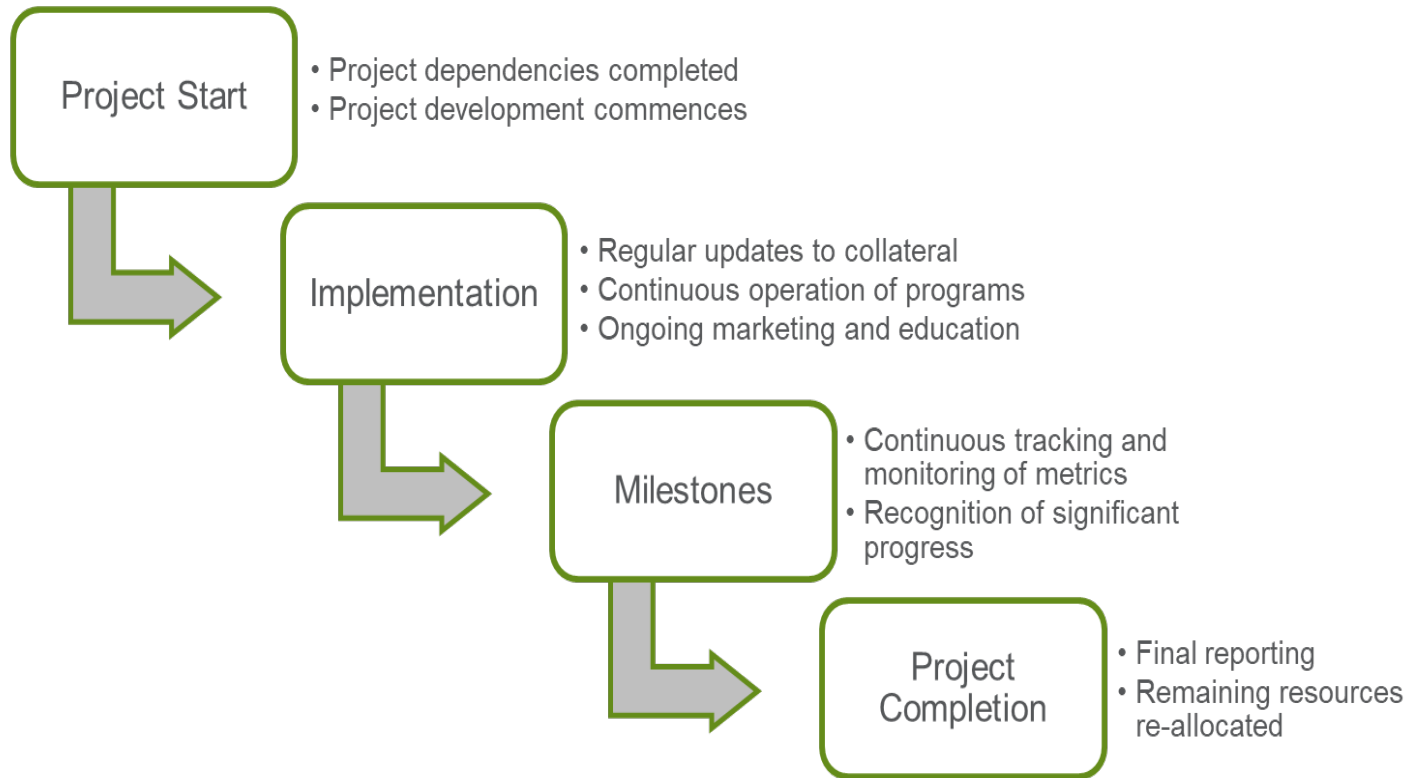 Project Start
• Project dependencies completed
• Project development commences
Implementation
• Regular updates to collateral
• Continuous operation of programs
• Ongoing marketing and education
Milestones
• Continuous tracking and
monitoring of metrics
• Recognition of significant
progress
Project
Completion
• Final reporting
• Remaining resources
re-allocated